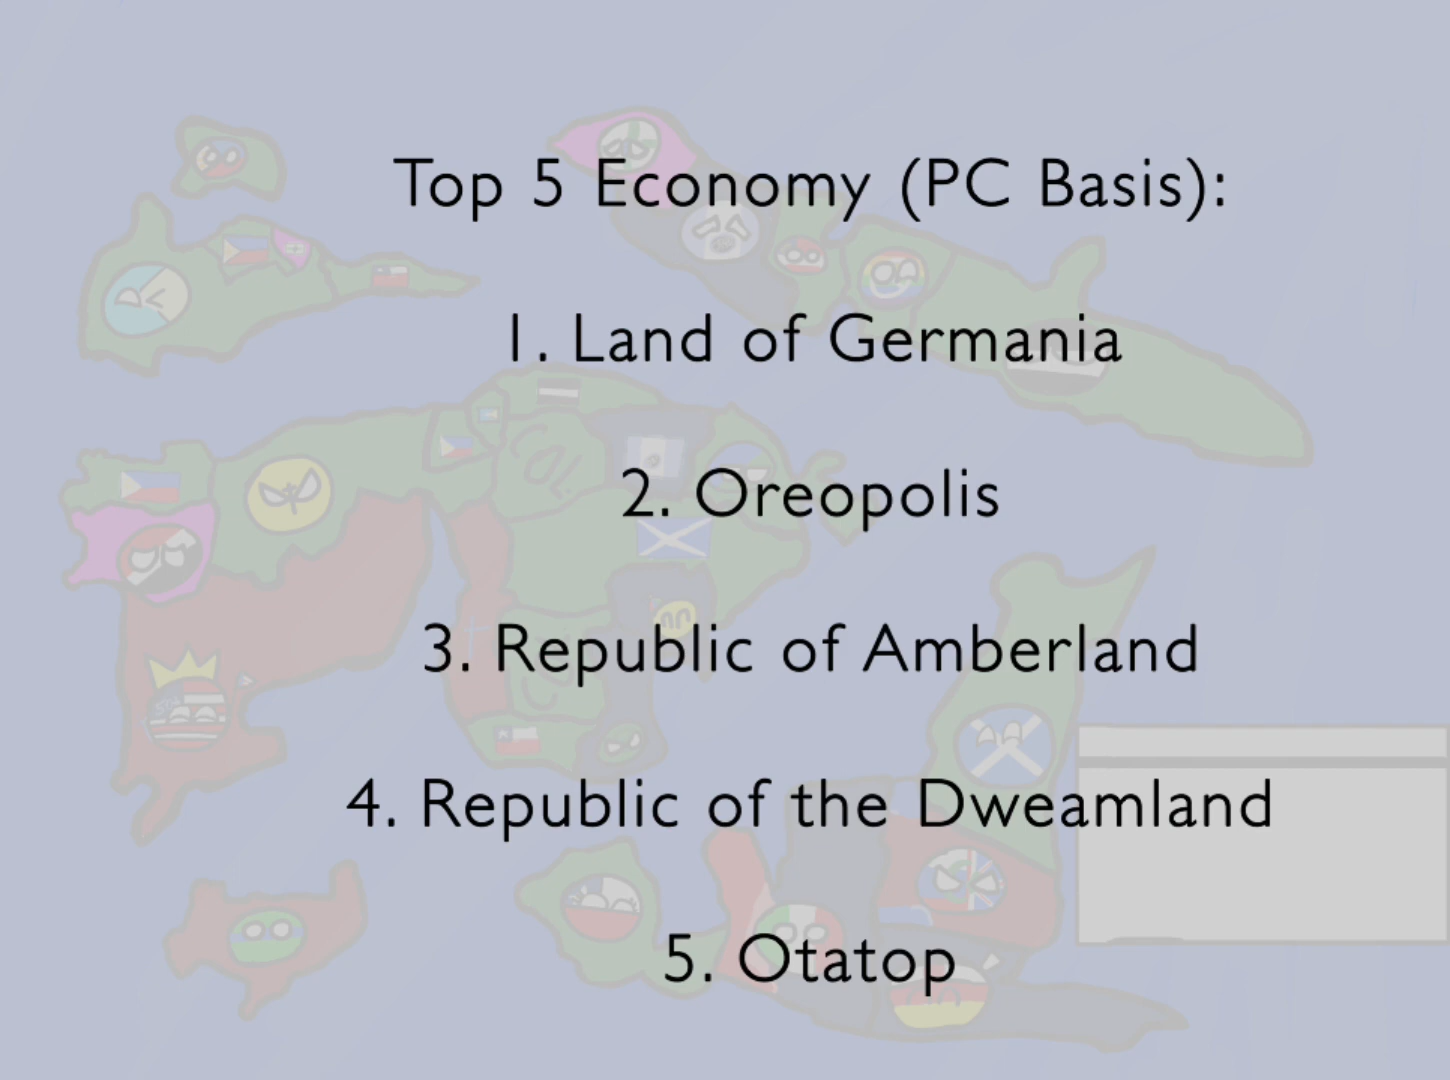 Top 5 Economy (PC Basis):
1. Land of Germania
2. Oreopolis
3. Republic of Amberland
4. Republic of the Dweamland
5. Otatop